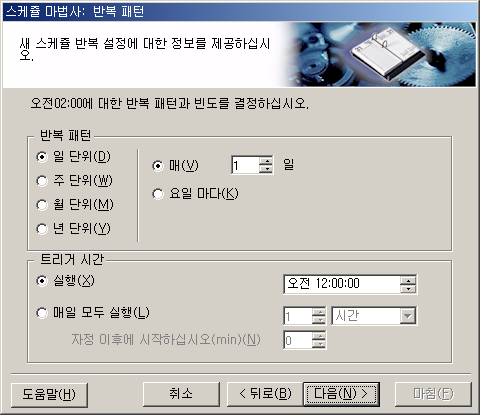 스케쥴 마법사: 반복 패턴
새 스케쥴 반복 설정에 대한 정보를 제공하십시
오.
오전02:00에 대한 반복 패턴과 빈도를 결정하십시오.
반복 패턴
일 단위(D)
매(V) 1 일
주 단위(W)
요일 마다(K)
월 단위(M)
년 단위(Y)
트리거 시간
실행(X) 오전 12:00:00
매일 모두 실행(L) 1 시간
자정 이후에 시작하십시오(min)(N) 0
도움말(H) 취소 < 뒤로(B) 다음(N) > 마침(F)